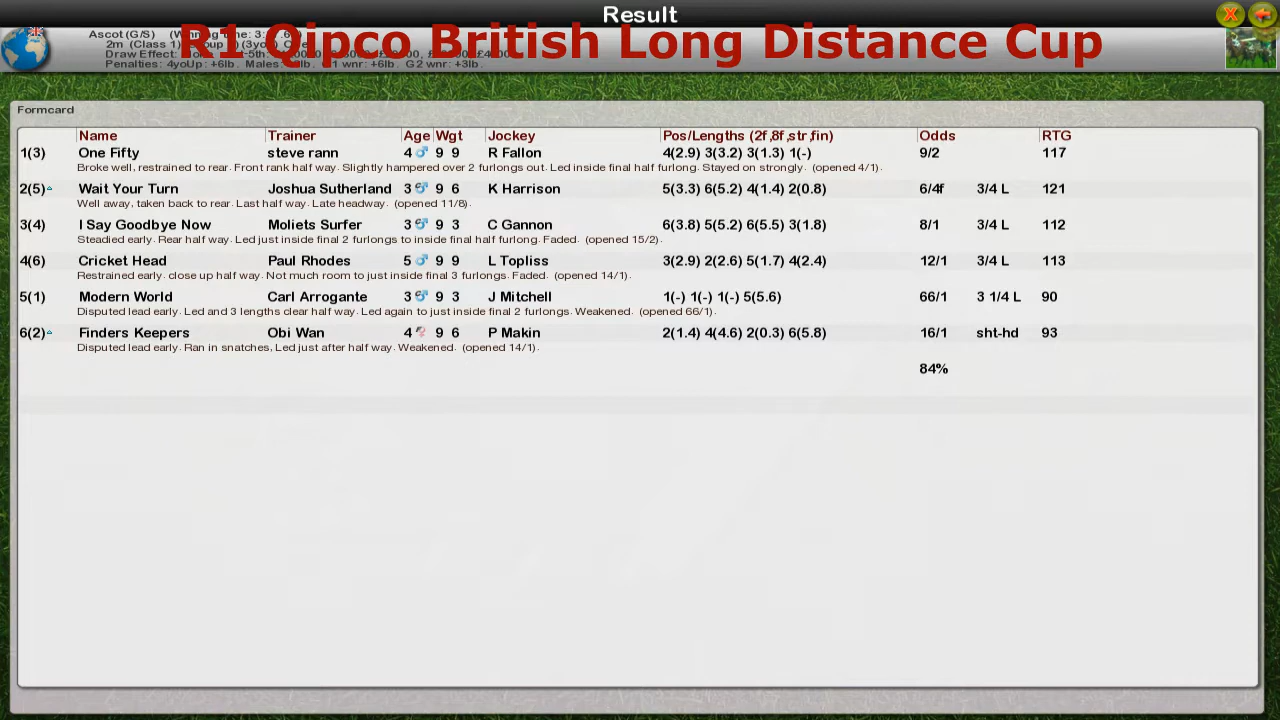 Result
R1 Qipco British Long Distance Cup
Ascot (G/S)
2m (Class 1)
Draw Effect:
Penalties: 4yoUp: +6lb. Males: wnr: +6lb. G2 wnr: +3lb.
Formcard
Name Trainer Age Wgt Jockey Pos/Lengths (2f,8f,str,fin) Odds RTG
1(3) One Fifty steve rann 4 9 9 R Fallon 4(2.9) 3(3.2) 3(1.3) 1(-) 9/2 117
Broke well, restrained to rear. Front rank half way. Slightly hampered over 2 furlongs out. Led inside final half furlong. Stayed on strongly. (opened 4/1).
2(5) Wait Your Turn Joshua Sutherland 3 9 6 K Harrison 5(3.3) 6(5.2) 4(1.4) 2(0.8) 6/4f 3/4 L 121
Well away, taken back to rear. Last half way. Late headway. (opened 11/8).
3(4) I Say Goodbye Now Moliets Surfer 3 9 3 C Gannon 6(3.8) 5(5.2) 6(5.5) 3(1.8) 8/1 3/4 L 112
Steadied early. Rear half way. Led just inside final 2 furlongs to inside final half furlong. Faded. (opened 15/2).
4(6) Cricket Head Paul Rhodes 5 9 9 L Topliss 3(2.9) 2(2.6) 5(1.7) 4(2.4) 12/1 3/4 L 113
Restrained early. close up half way. Not much room to just inside final 3 furlongs. Faded. (opened 14/1).
5(1) Modern World Carl Arrogante 3 9 3 J Mitchell 1(-) 1(-) 1(-) 5(5.6) 66/1 3 1/4 L 90
Disputed lead early. Led and 3 lengths clear half way. Led again to just inside final 2 furlongs. Weakened. (opened 66/1).
6(2) Finders Keepers Obi Wan 4 9 6 P Makin 2(1.4) 4(4.6) 2(0.3) 6(5.8) 16/1 sht-hd 93
Disputed lead early. Ran in snatches, Led just after half way. Weakened. (opened 14/1).
84%